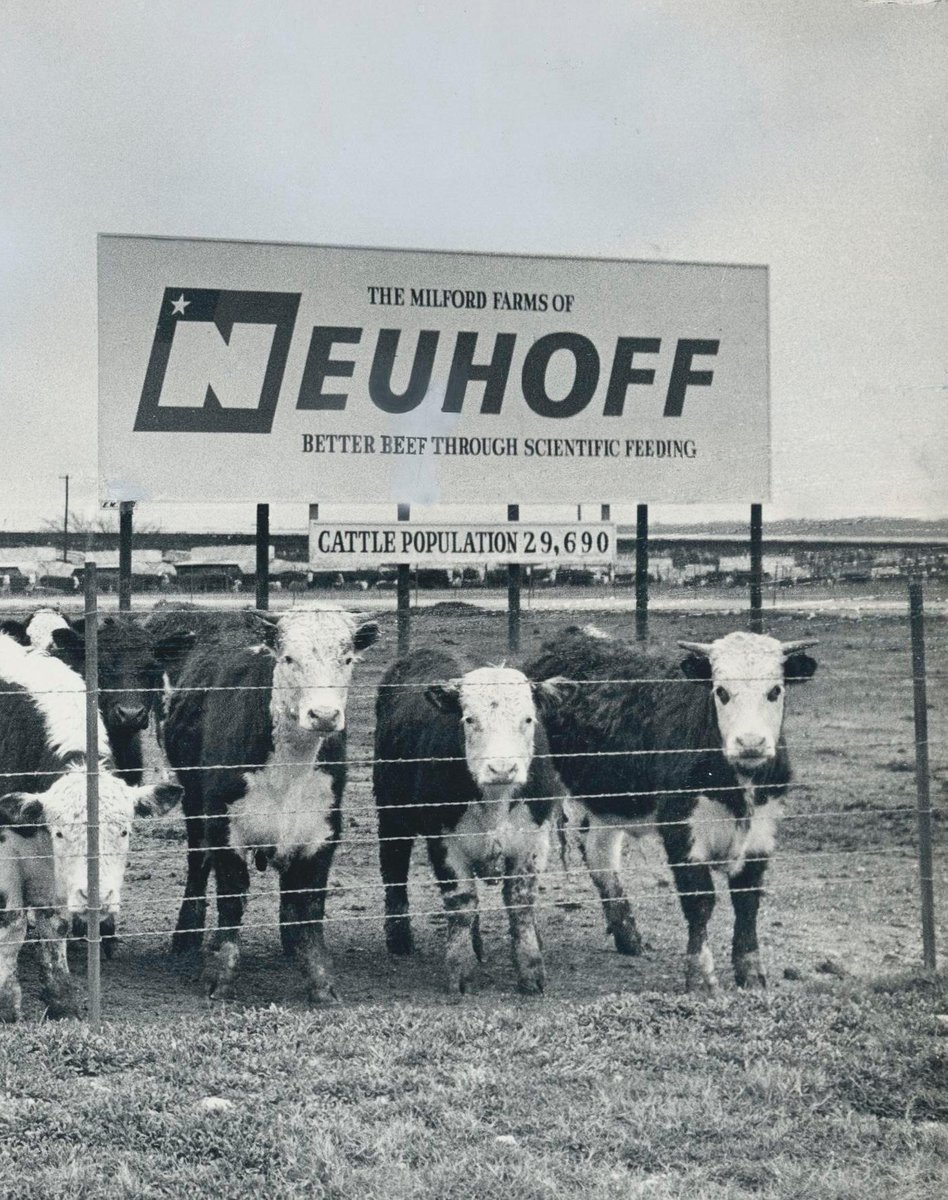 THE MILFORD FARMS OF
NEUHOFF
BETTER BEEF THROUGH SCIENTIFIC FEEDING
CATTLE POPULATION 29,690